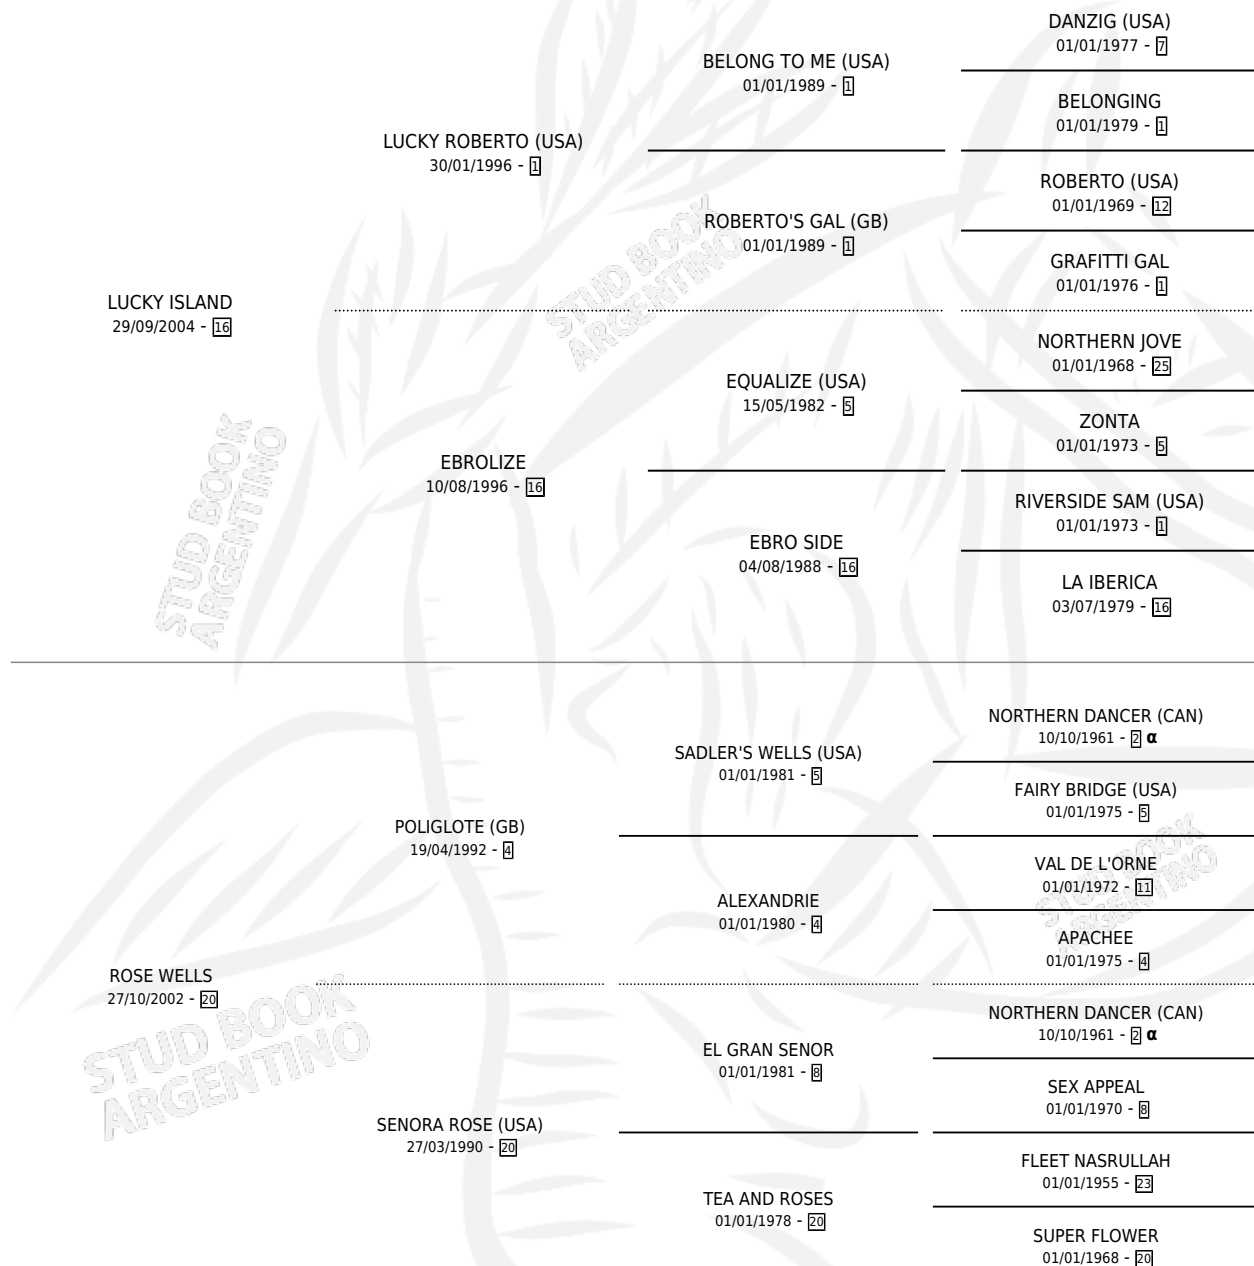 DANZIG (USA)
01/01/1977 - 7
BELONG TO ME (USA)
01/01/1989 - 1
BELONGING
01/01/1979 - 1
LUCKY ROBERTO (USA)
30/01/1996 - 1
ROBERTO (USA)
01/01/1969 - 12
ROBERTO'S GAL (GB)
01/01/1989 - 1
GRAFITTI GAL
01/01/1976 - 1
LUCKY ISLAND
29/09/2004 - 16
NORTHERN JOVE
01/01/1968 - 25
EQUALIZE (USA)
15/05/1982 - 5
ZONTA
01/01/1973 - 5
EBROLIZE
10/08/1996 - 16
RIVERSIDE SAM (USA)
01/01/1973 - 1
EBRO SIDE
04/08/1988 - 16
LA IBERICA
03/07/1979 - 16
NORTHERN DANCER (CAN)
10/10/1961 - 2 α
SADLER'S WELLS (USA)
01/01/1981 - 5
FAIRY BRIDGE (USA)
01/01/1975 - 5
POLIGLOTE (GB)
19/04/1992 - 4
VAL DE L'ORNE
01/01/1972 - 11
ALEXANDRIE
01/01/1980 - 4
APACHEE
01/01/1975 - 4
ROSE WELLS
27/10/2002 - 20
NORTHERN DANCER (CAN)
10/10/1961 - 2 α
EL GRAN SENOR
01/01/1981 - 8
SEX APPEAL
01/01/1970 - 8
SENORA ROSE (USA)
27/03/1990 - 20
FLEET NASRULLAH
01/01/1955 - 23
TEA AND ROSES
01/01/1978 - 20
SUPER FLOWER
01/01/1968 - 20
STUD BOOK
ARGENTINO
STUD BOOK
ARGENTINO
STUD BOOK
ARGENTINO
STUD BOOK
ARGENTINO